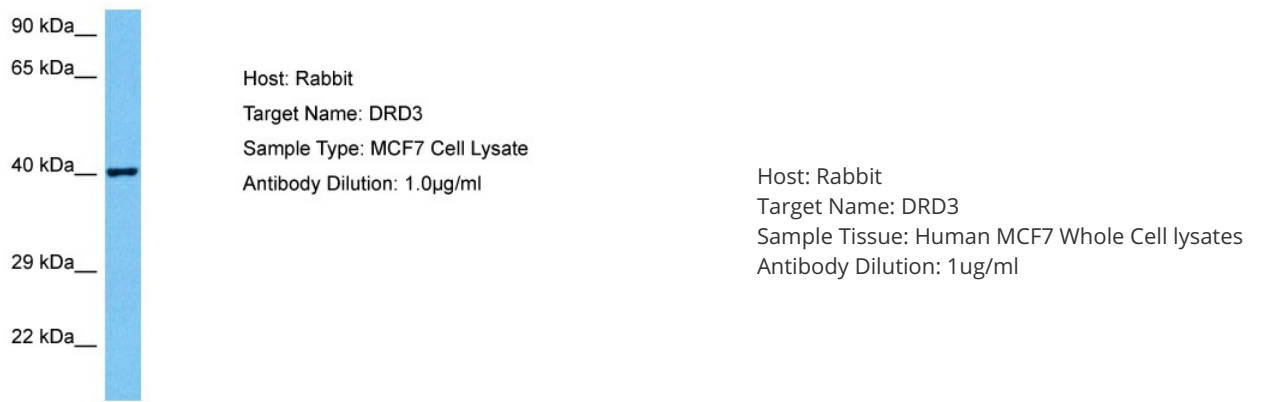 90 kDa__
65 kDa__
40 kDa__
29 kDa__
22 kDa__
Host: Rabbit
Target Name: DRD3
Sample Type: MCF7 Cell Lysate
Antibody Dilution: 1.0µg/ml
Host: Rabbit
Target Name: DRD3
Sample Tissue: Human MCF7 Whole Cell lysates
Antibody Dilution: 1ug/ml